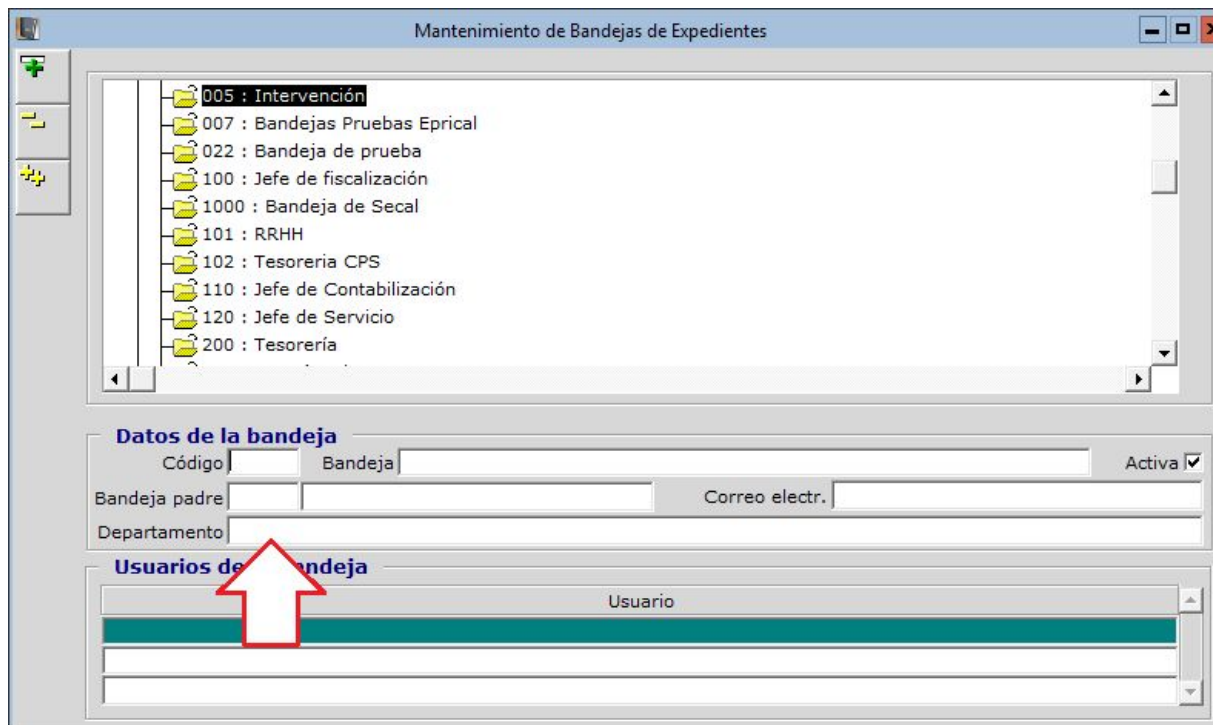 Mantenimiento de Bandejas de Expedientes
005 : Intervención
007 : Bandejas Pruebas Eprical
022 : Bandeja de prueba
100 : Jefe de fiscalización
1000 : Bandeja de Secal
101 : RRHH
102 : Tesoreria CPS
110 : Jefe de Contabilización
120 : Jefe de Servicio
200 : Tesorería
Datos de la bandeja
Código Bandeja Activa
Bandeja padre Correo electr.
Departamento
Usuarios de
Usuario